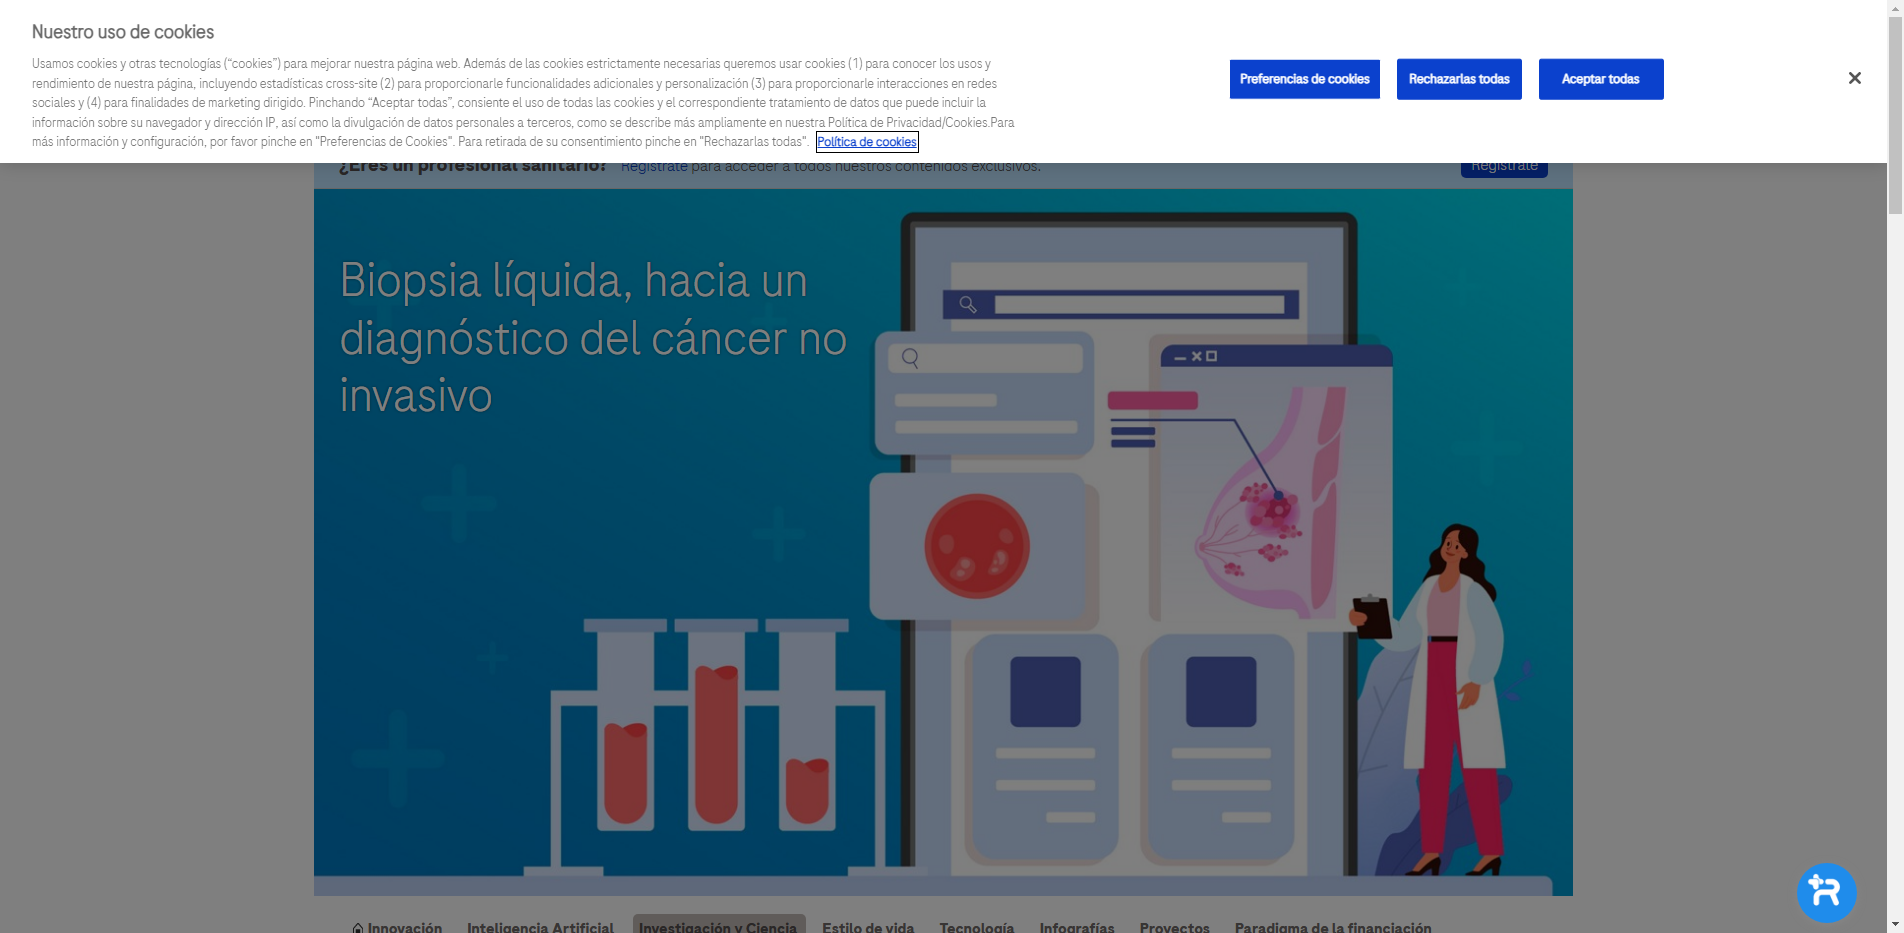 Nuestro uso de cookies
Usamos cookies y otras tecnologías (“cookies”) para mejorar nuestra página web. Además de las cookies estrictamente necesarias queremos usar cookies (1) para conocer los usos y
rendimiento de nuestra página, incluyendo estadísticas cross-site (2) para proporcionarle funcionalidades adicionales y personalización (3) para proporcionarle interacciones en redes
sociales y (4) para finalidades de marketing dirigido. Pinchando “Aceptar todas”, consiente el uso de todas las cookies y el correspondiente tratamiento de datos que puede incluir la
información sobre su navegador y dirección IP, así como la divulgación de datos personales a terceros, como se describe más ampliamente en nuestra Política de Privacidad/Cookies.Para
más información y configuración, por favor pinche en "Preferencias de Cookies". Para retirada de su consentimiento pinche en "Rechazarlas todas". Política de cookies
Preferencias de cookies Rechazarlas todas Aceptar todas
¿Eres un profesional sanitario? Regístrate para acceder a todos nuestros contenidos exclusivos. Regístrate
Biopsia líquida, hacia un
diagnóstico del cáncer no
invasivo
Innovación Inteligencia Artificial Investigación y Ciencia Estilo de vida Tecnología Infografías Proyectos Paradigma de la financiación